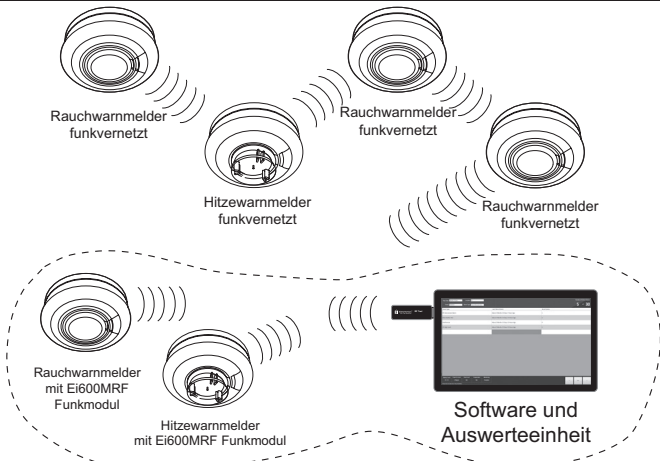 Rauchwarnmelder
funkvernetzt
Rauchwarnmelder
funkvernetzt
Hitzewarnmelder
funkvernetzt
Rauchwarnmelder
funkvernetzt
Rauchwarnmelder
mit Ei600MRF
Funkmodul
Hitzewarnmelder
mit Ei600MRF Funkmodul
Software und
Auswerteeinheit